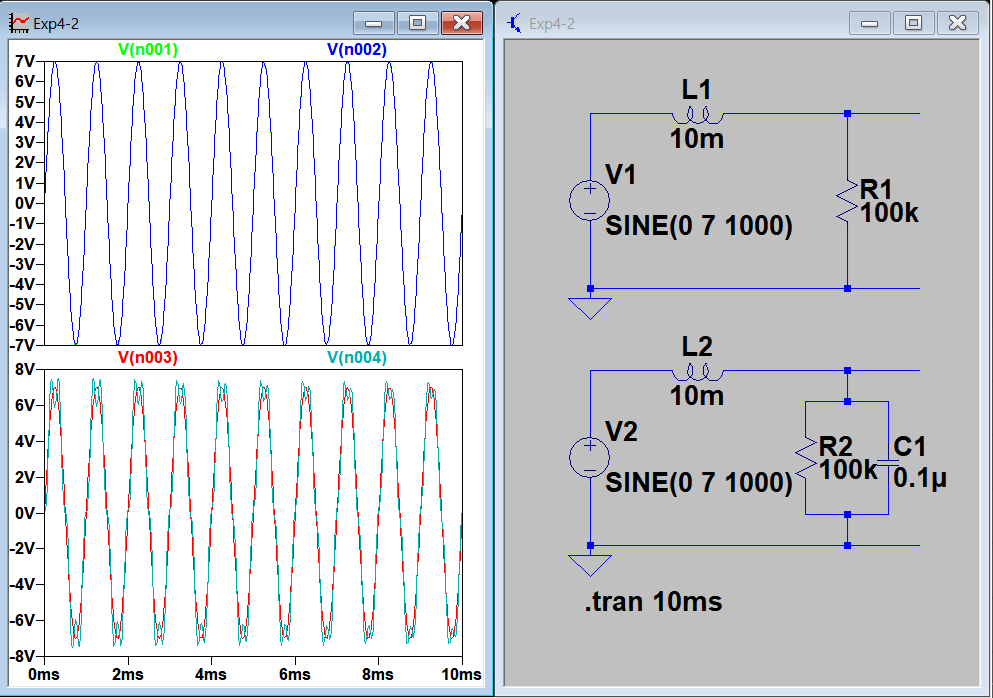 Exp4-2
V(n001) V(n002)
7V
6V
5V
4V
3V
2V
1V
0V
-1V
-2V
-3V
-4V
-5V
-6V
-7V
V(n003) V(n004)
8V
6V
4V
2V
0V
-2V
-4V
-6V
-8V
0ms 2ms 4ms 6ms 8ms 10ms
Exp4-2
L1
10m
V1
SINE(0 7 1000)
R1
100k
L2
10m
V2
SINE(0 7 1000)
R2
100k
C1
0.1µ
.tran 10ms